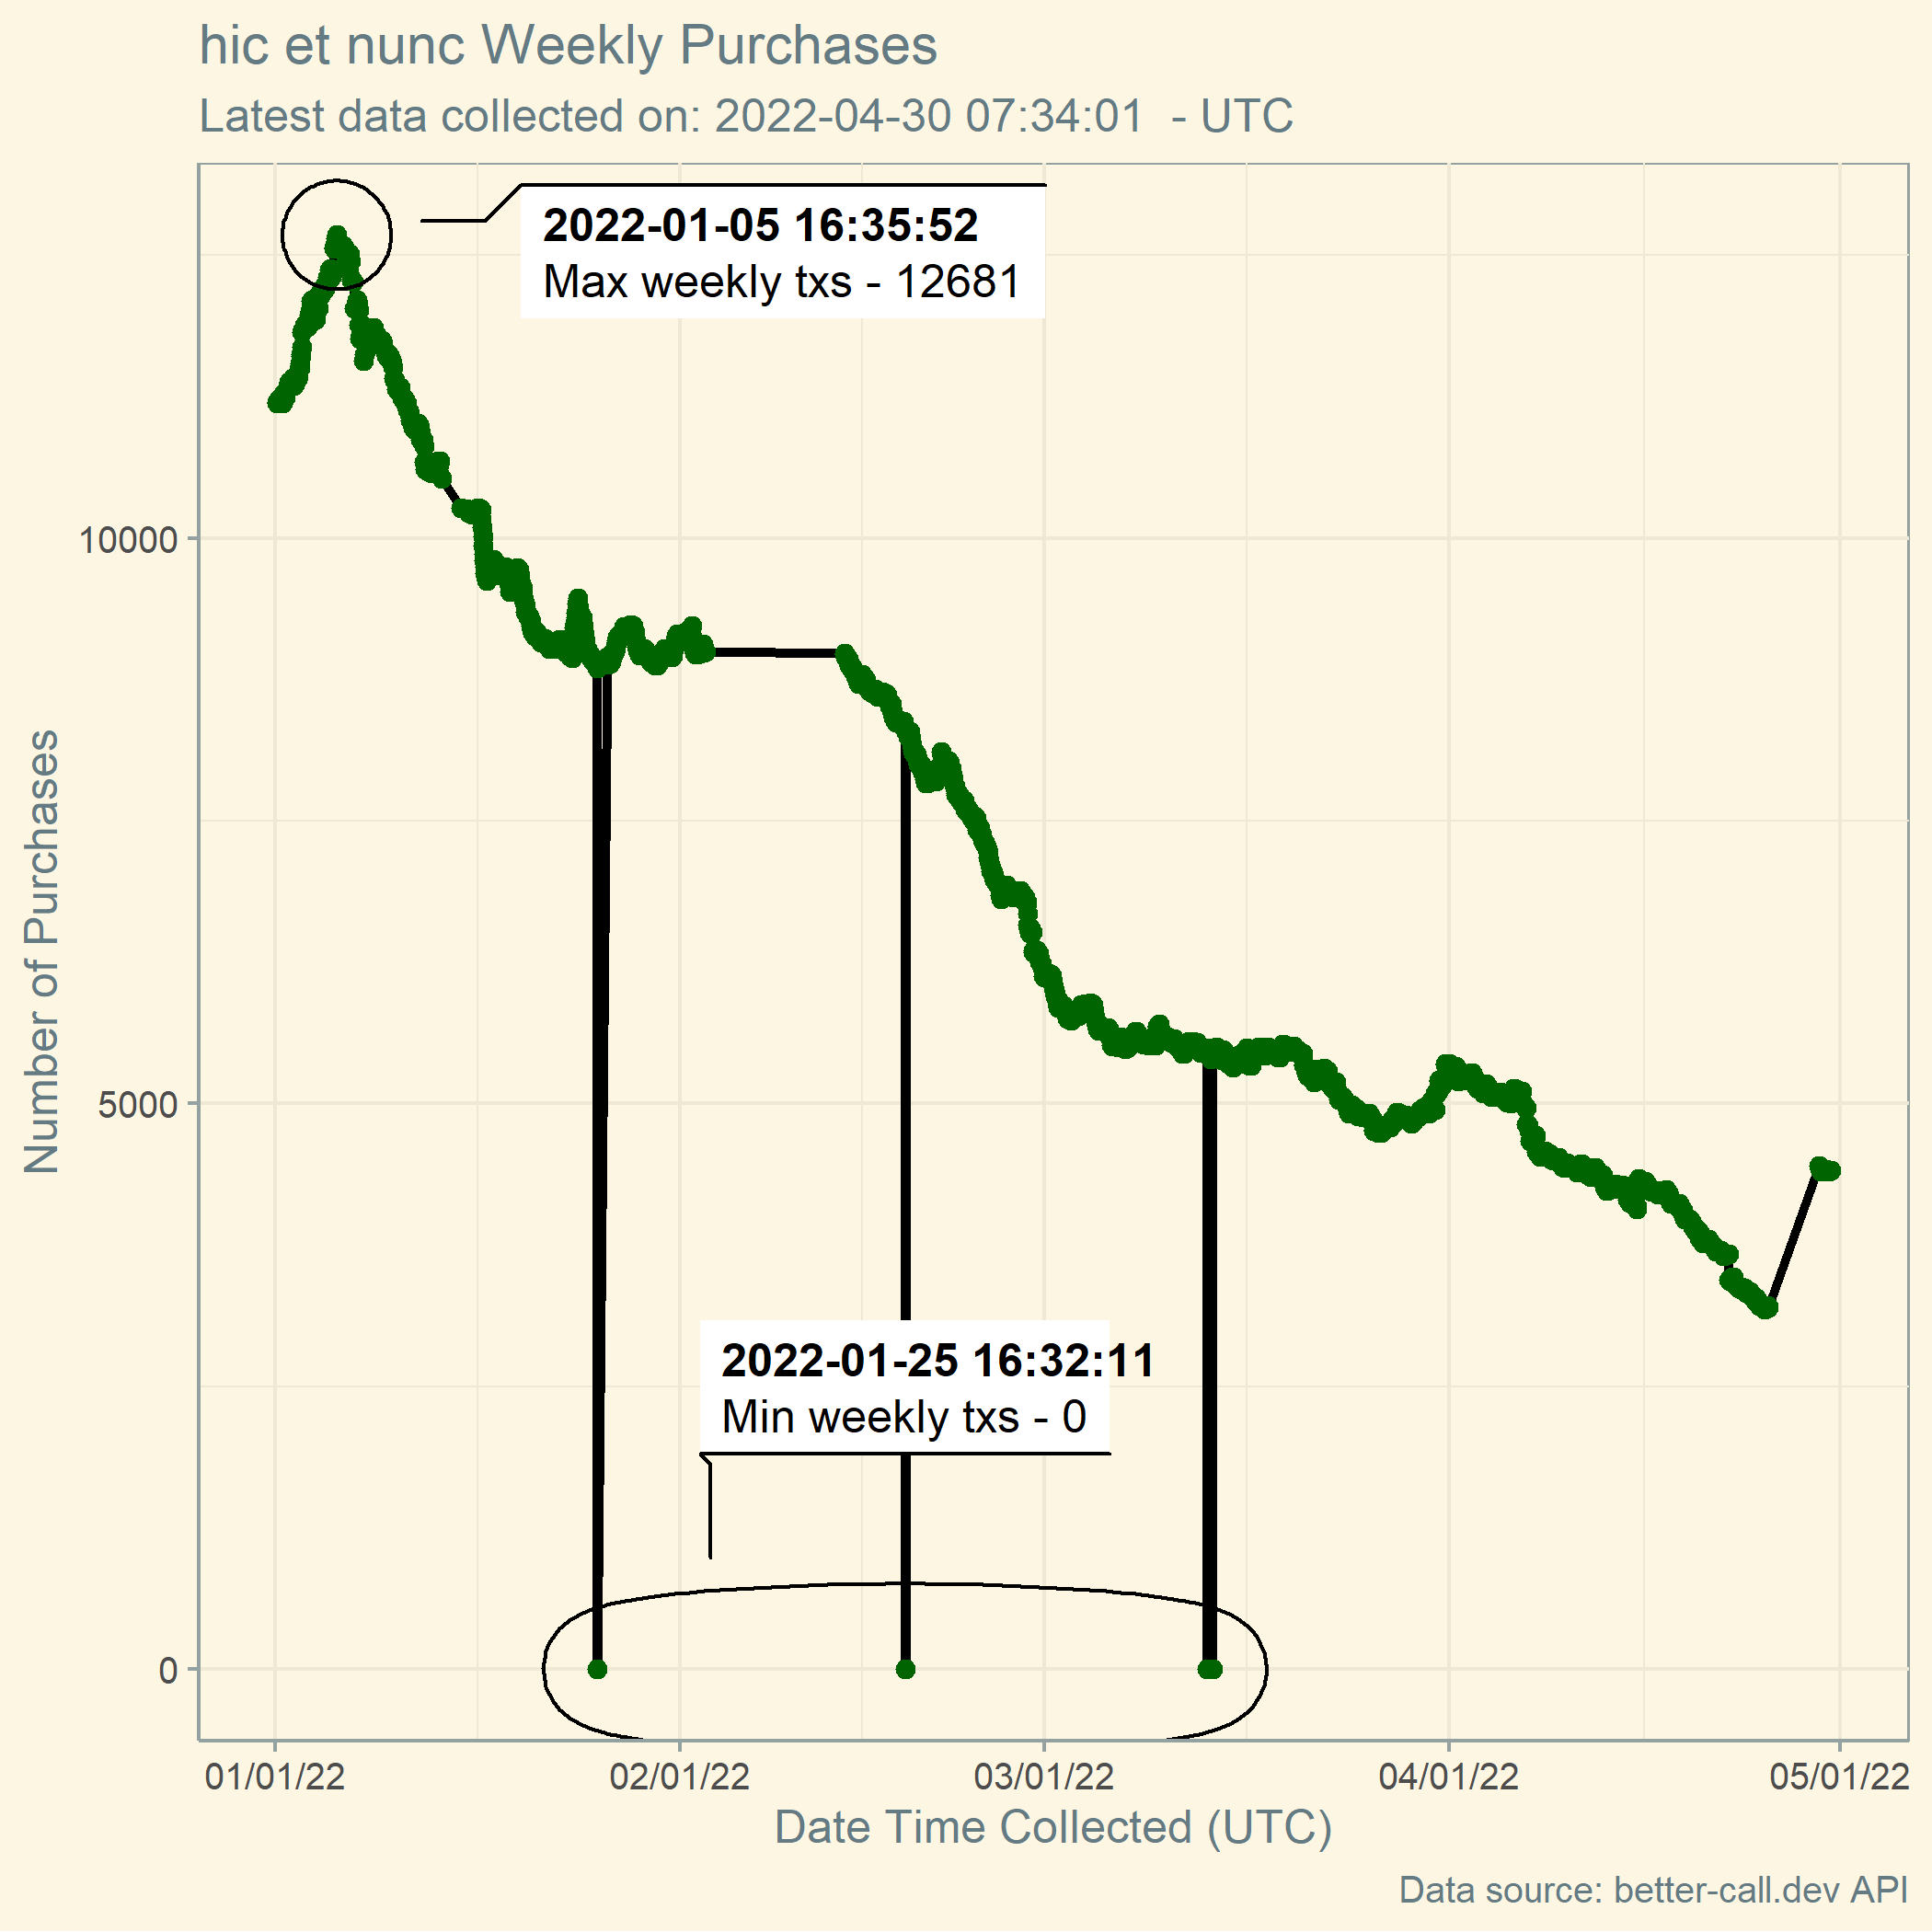 hic et nunc Weekly Purchases
Latest data collected on: 2022-04-30 07:34:01  - UTC
2022-01-05 16:35:52
Max weekly txs - 12681
10000
5000
0
Number of Purchases
2022-01-25 16:32:11
Min weekly txs - 0
01/01/22 02/01/22 03/01/22 04/01/22 05/01/22
Date Time Collected (UTC)
Data source: better-call.dev API